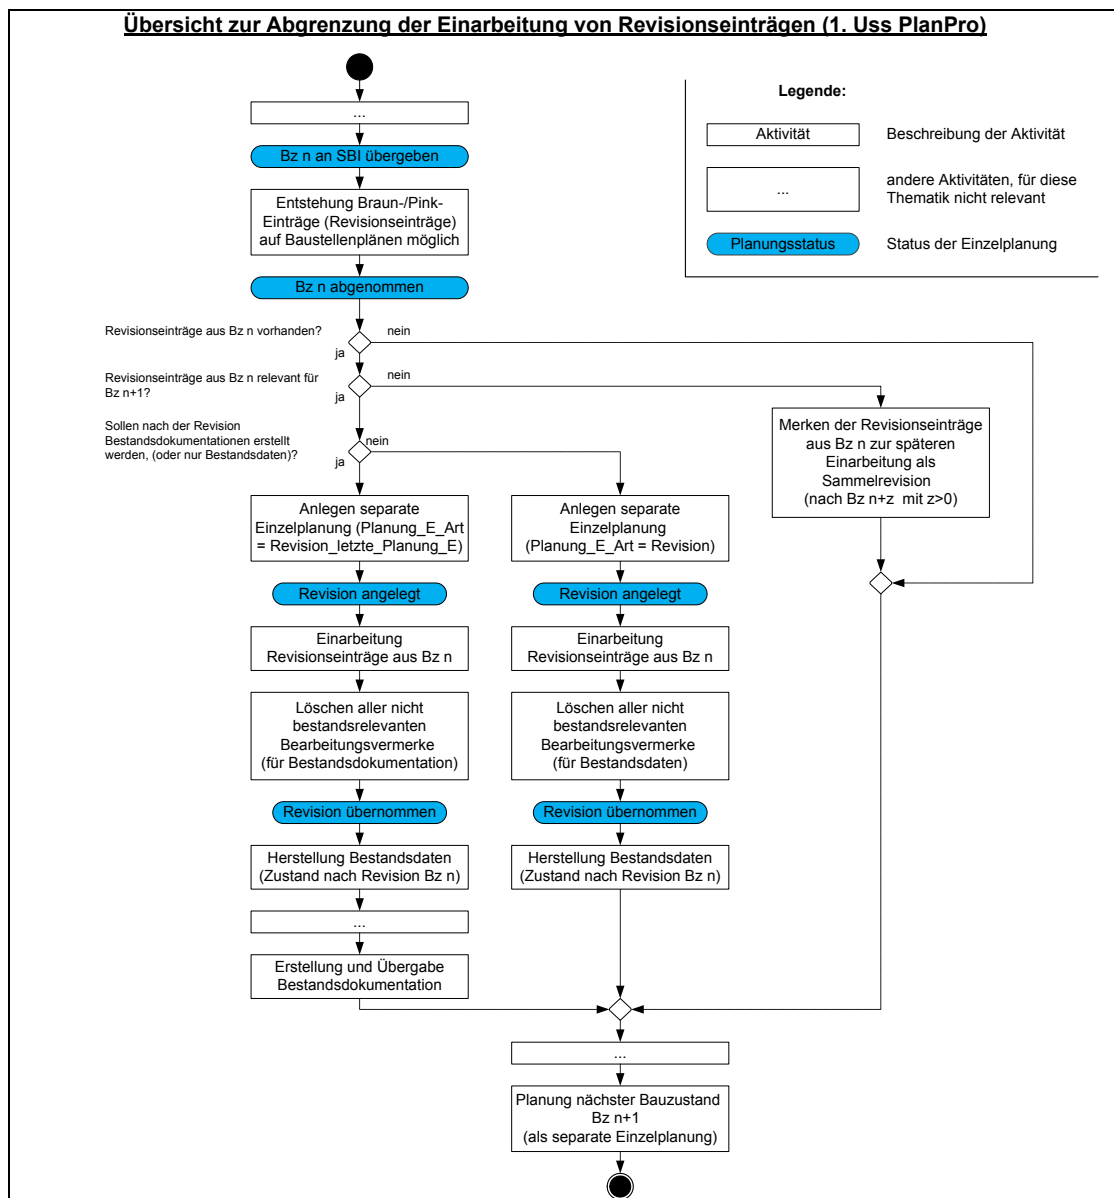 Übersicht zur Abgrenzung der Einarbeitung von Revisionseinträgen (1. Uss PlanPro)
Legende:
Aktivität
Beschreibung der Aktivität
...
andere Aktivitäten, für diese
Thematik nicht relevant
Planungsstatus
Status der Einzelplanung
...
Bz n an SBI übergeben
Entstehung Braun-/Pink-
Einträge (Revisionseinträge)
auf Baustellenplänen möglich
Bz n abgenommen
Revisionseinträge aus Bz n vorhanden?
nein
ja
Revisionseinträge aus Bz n relevant für
Bz n+1?
nein
ja
Sollen nach der Revision
Bestandsdokumentationen erstellt
werden, (oder nur Bestandsdaten)?
nein
ja
Merken der Revisionseinträge
aus Bz n zur späteren
Einarbeitung als
Sammelrevision
(nach Bz n+z  mit z>0)
Anlegen separate
Einzelplanung (Planung_E_Art
= Revision_letzte_Planung_E)
Revision angelegt
Einarbeitung
Revisionseinträge aus Bz n
Löschen aller nicht
bestandsrelevanten
Bearbeitungsvermerke
(für Bestandsdokumentation)
Revision übernommen
Herstellung Bestandsdaten
(Zustand nach Revision Bz n)
...
Erstellung und Übergabe
Bestandsdokumentation
Anlegen separate
Einzelplanung
(Planung_E_Art = Revision)
Revision angelegt
Einarbeitung
Revisionseinträge aus Bz n
Löschen aller nicht
bestandsrelevanten
Bearbeitungsvermerke
(für Bestandsdaten)
Revision übernommen
Herstellung Bestandsdaten
(Zustand nach Revision Bz n)
...
Planung nächster Bauzustand
Bz n+1
(als separate Einzelplanung)